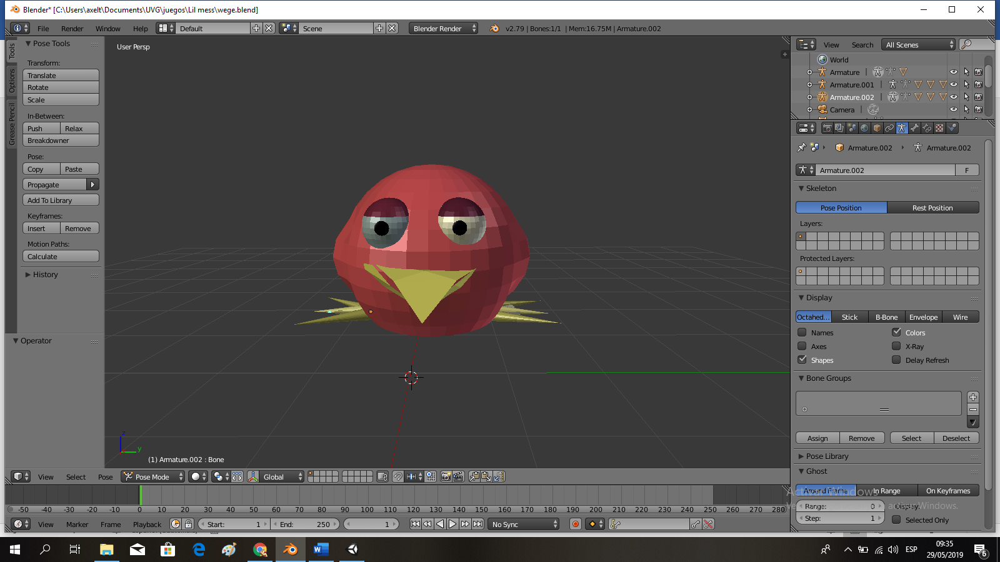 Blender* [C:\Users\axelt\Documents\UVG\juegos\Lil mess\wege.blend]
File Render Window Help Default Scene Blender Render v2.79 | Bones:1/1 | Mem:16.75M | Armature.002
Tools
Options
Grease Pencil
Pose Tools
Transform:
Translate
Rotate
Scale
In-Between:
Push Relax
Breakdowner
Pose:
Copy Paste
Propagate
Add To Library
Keyframes:
Insert Remove
Motion Paths:
Calculate
History
Operator
User Persp
z
y
(1) Armature.002 : Bone
View Search All Scenes
World
Armature
Armature.001
Armature.002
Camera
Armature.002 Armature.002
Armature.002 F
Skeleton
Pose Position Rest Position
Layers:
Protected Layers:
Display
Octahed... Stick B-Bone Envelope Wire
Names Colors
Axes X-Ray
Shapes Delay Refresh
Bone Groups
Assign Remove Select Deselect
Pose Library
Ghost
Around Frame In Range On Keyframes
Range: 0 Display:
Step: 1 Selected Only
View Select Pose Pose Mode Global
-50 -40 -30 -20 -10 0 10 20 30 40 50 60 70 80 90 100 110 120 130 140 150 160 170 180 190 200 210 220 230 240 250 260 270 280
View Marker Frame Playback Start: 1 End: 250 1 No Sync
ESP
09:35
29/05/2019
6